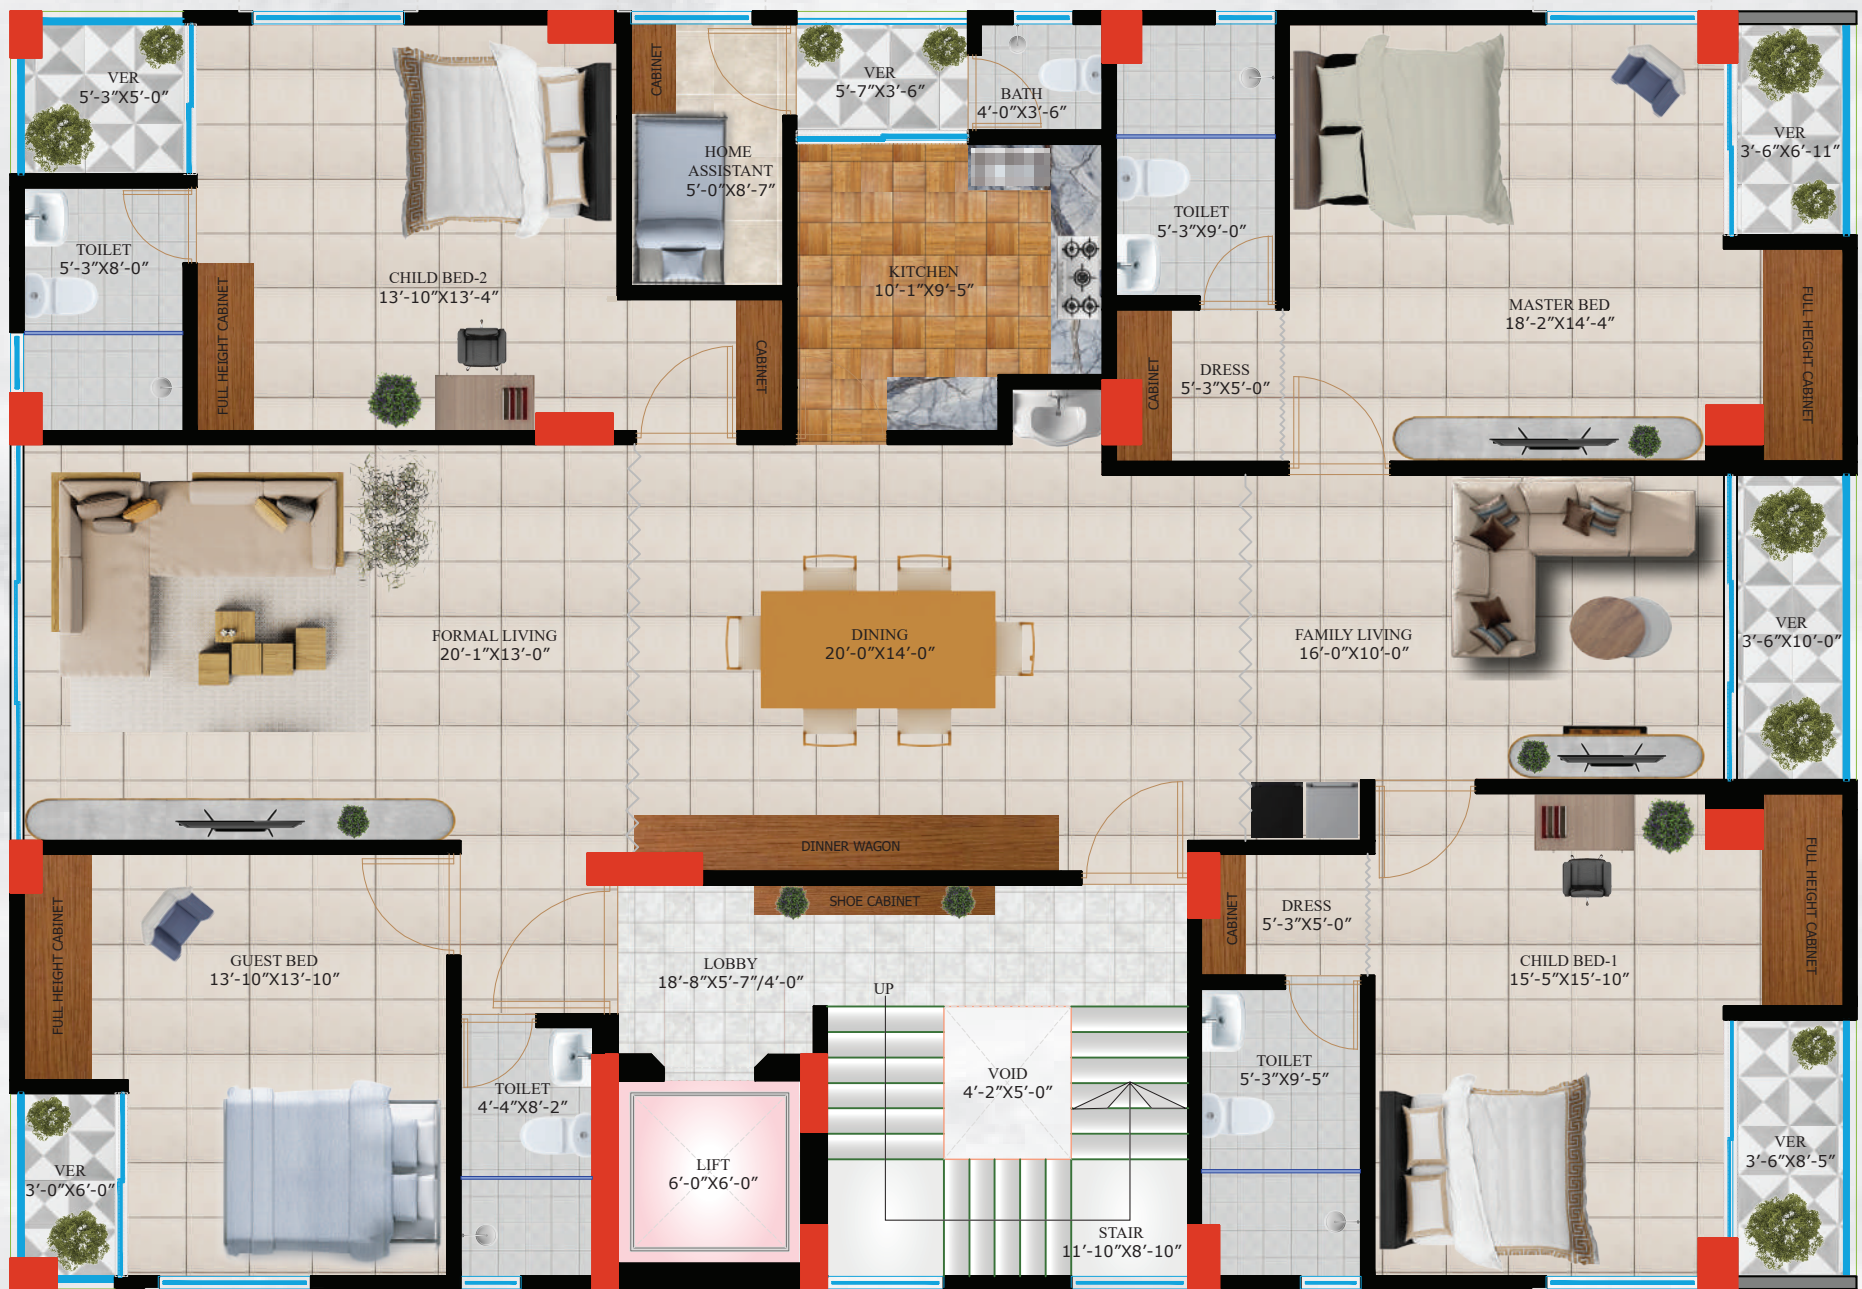 VER
5'-3"X5'-0"
CABINET
VER
5'-7"X3'-6"
BATH
4'-0"X3'-6"
VER
3'-6"X6'-11"
HOME
ASSISTANT
5'-0"X8'-7"
TOILET
5'-3"X8'-0"
TOILET
5'-3"X9'-0"
CHILD BED-2
13'-10"X13'-4"
KITCHEN
10'-1"X9'-5"
MASTER BED
18'-2"X14'-4"
FULL HEIGHT CABINET
CABINET
CABINET
DRESS
5'-3"X5'-0"
FULL HEIGHT CABINET
FORMAL LIVING
20'-1"X13'-0"
DINING
20'-0"X14'-0"
FAMILY LIVING
16'-0"X10'-0"
VER
3'-6"X10'-0"
DINNER WAGON
SHOE CABINET
FULL HEIGHT CABINET
CABINET
DRESS
5'-3"X5'-0"
FULL HEIGHT CABINET
GUEST BED
13'-10"X13'-10"
LOBBY
18'-8"X5'-7"/4'-0"
UP
CHILD BED-1
15'-5"X15'-10"
TOILET
4'-4"X8'-2"
VOID
4'-2"X5'-0"
TOILET
5'-3"X9'-5"
VER
3'-0"X6'-0"
LIFT
6'-0"X6'-0"
VER
3'-6"X8'-5"
STAIR
11'-10"X8'-10"